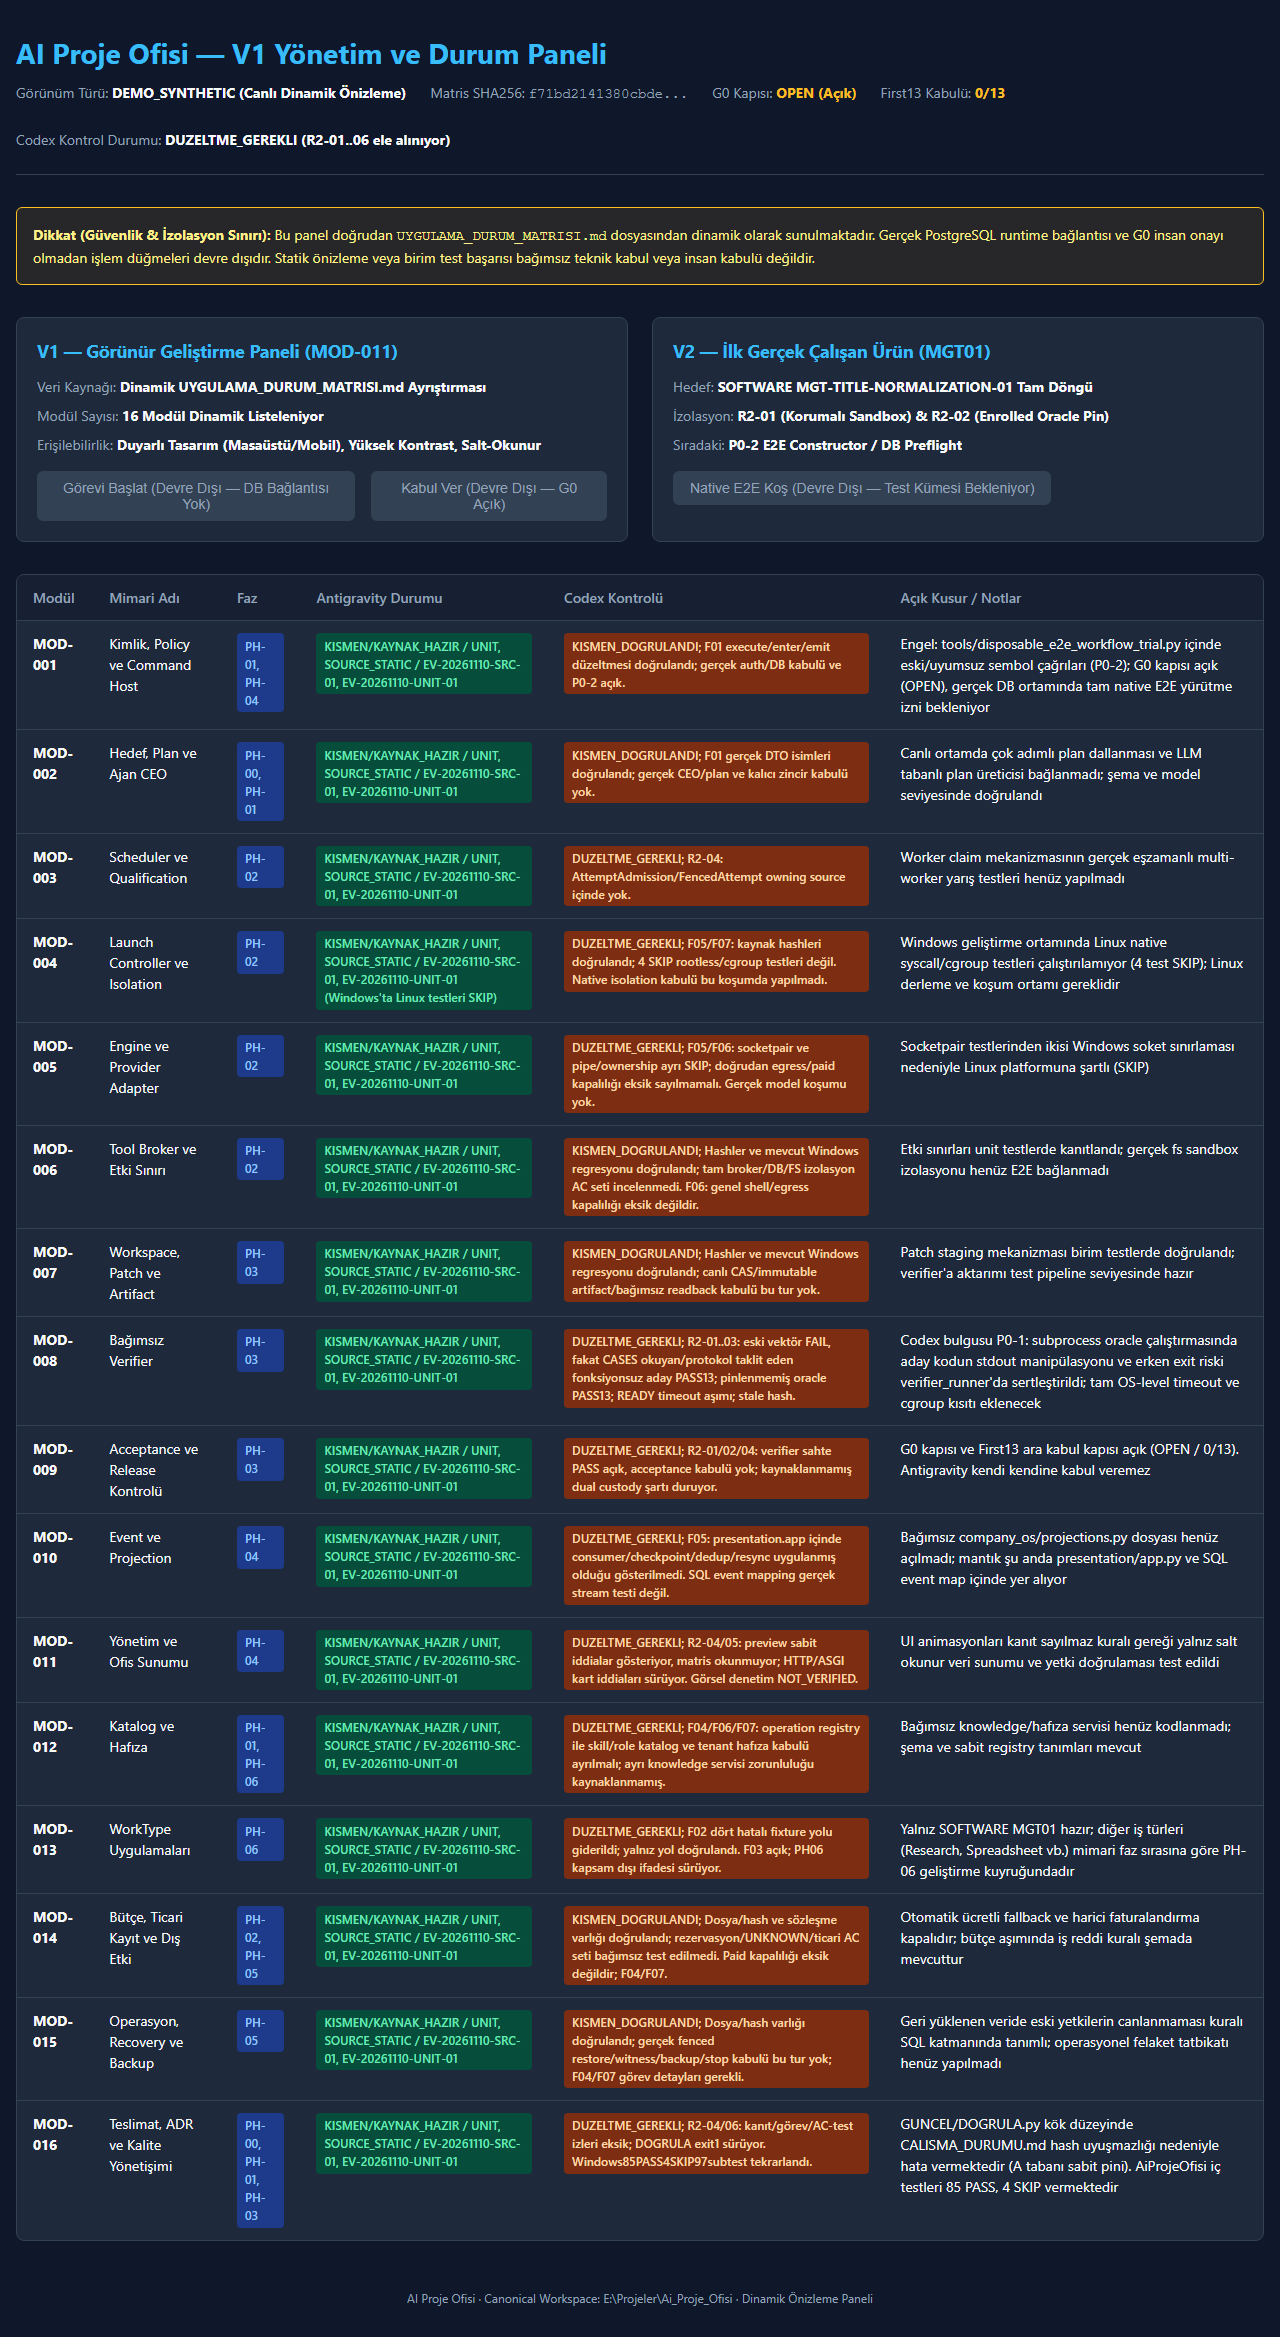 AI Proje Ofisi — V1 Yönetim ve Durum Paneli
Görünüm Türü: DEMO_SYNTHETIC (Canlı Dinamik Önizleme) Matris SHA256: f71bd2141380cbde... G0 Kapısı: OPEN (Açık) First13 Kabulü: 0/13
Codex Kontrol Durumu: DUZELTME_GEREKLI (R2-01..06 ele alınıyor)
Dikkat (Güvenlik & İzolasyon Sınırı): Bu panel doğrudan UYGULAMA_DURUM_MATRISI.md dosyasından dinamik olarak sunulmaktadır. Gerçek PostgreSQL runtime bağlantısı ve G0 insan onayı
olmadan işlem düğmeleri devre dışıdır. Statik önizleme veya birim test başarısı bağımsız teknik kabul veya insan kabulü değildir.
V1 — Görünür Geliştirme Paneli (MOD-011)
Veri Kaynağı: Dinamik UYGULAMA_DURUM_MATRISI.md Ayrıştırması
Modül Sayısı: 16 Modül Dinamik Listeleniyor
Erişilebilirlik: Duyarlı Tasarım (Masaüstü/Mobil), Yüksek Kontrast, Salt-Okunur
Görevi Başlat (Devre Dışı — DB Bağlantısı
Yok)
Kabul Ver (Devre Dışı — G0
Açık)
V2 — İlk Gerçek Çalışan Ürün (MGT01)
Hedef: SOFTWARE MGT-TITLE-NORMALIZATION-01 Tam Döngü
İzolasyon: R2-01 (Korumalı Sandbox) & R2-02 (Enrolled Oracle Pin)
Sıradaki: P0-2 E2E Constructor / DB Preflight
Native E2E Koş (Devre Dışı — Test Kümesi Bekleniyor)
Modül Mimari Adı Faz Antigravity Durumu Codex Kontrolü Açık Kusur / Notlar
MOD-
001
Kimlik, Policy
ve Command
Host
PH-
01,
PH-
04
KISMEN/KAYNAK_HAZIR / UNIT,
SOURCE_STATIC / EV-20261110-SRC-
01, EV-20261110-UNIT-01
KISMEN_DOGRULANDI; F01 execute/enter/emit
düzeltmesi doğrulandı; gerçek auth/DB kabulü ve
P0-2 açık.
Engel: tools/disposable_e2e_workflow_trial.py içinde
eski/uyumsuz sembol çağrıları (P0-2); G0 kapısı açık
(OPEN), gerçek DB ortamında tam native E2E yürütme
izni bekleniyor
MOD-
002
Hedef, Plan ve
Ajan CEO
PH-
00,
PH-
01
KISMEN/KAYNAK_HAZIR / UNIT,
SOURCE_STATIC / EV-20261110-SRC-
01, EV-20261110-UNIT-01
KISMEN_DOGRULANDI; F01 gerçek DTO isimleri
doğrulandı; gerçek CEO/plan ve kalıcı zincir kabulü
yok.
Canlı ortamda çok adımlı plan dallanması ve LLM
tabanlı plan üreticisi bağlanmadı; şema ve model
seviyesinde doğrulandı
MOD-
003
Scheduler ve
Qualification
PH-
02
KISMEN/KAYNAK_HAZIR / UNIT,
SOURCE_STATIC / EV-20261110-SRC-
01, EV-20261110-UNIT-01
DUZELTME_GEREKLI; R2-04:
AttemptAdmission/FencedAttempt owning source
içinde yok.
Worker claim mekanizmasının gerçek eşzamanlı multi-
worker yarış testleri henüz yapılmadı
MOD-
004
Launch
Controller ve
Isolation
PH-
02
KISMEN/KAYNAK_HAZIR / UNIT,
SOURCE_STATIC / EV-20261110-SRC-
01, EV-20261110-UNIT-01
(Windows'ta Linux testleri SKIP)
DUZELTME_GEREKLI; F05/F07: kaynak hashleri
doğrulandı; 4 SKIP rootless/cgroup testleri değil.
Native isolation kabulü bu koşumda yapılmadı.
Windows geliştirme ortamında Linux native
syscall/cgroup testleri çalıştırılamıyor (4 test SKIP); Linux
derleme ve koşum ortamı gereklidir
MOD-
005
Engine ve
Provider
Adapter
PH-
02
KISMEN/KAYNAK_HAZIR / UNIT,
SOURCE_STATIC / EV-20261110-SRC-
01, EV-20261110-UNIT-01
DUZELTME_GEREKLI; F05/F06: socketpair ve
pipe/ownership ayrı SKIP; doğrudan egress/paid
kapalılığı eksik sayılmamalı. Gerçek model koşumu
yok.
Socketpair testlerinden ikisi Windows soket sınırlaması
nedeniyle Linux platformuna şartlı (SKIP)
MOD-
006
Tool Broker ve
Etki Sınırı
PH-
02
KISMEN/KAYNAK_HAZIR / UNIT,
SOURCE_STATIC / EV-20261110-SRC-
01, EV-20261110-UNIT-01
KISMEN_DOGRULANDI; Hashler ve mevcut Windows
regresyonu doğrulandı; tam broker/DB/FS izolasyon
AC seti incelenmedi. F06: genel shell/egress
kapalılığı eksik değildir.
Etki sınırları unit testlerde kanıtlandı; gerçek fs sandbox
izolasyonu henüz E2E bağlanmadı
MOD-
007
Workspace,
Patch ve
Artifact
PH-
03
KISMEN/KAYNAK_HAZIR / UNIT,
SOURCE_STATIC / EV-20261110-SRC-
01, EV-20261110-UNIT-01
KISMEN_DOGRULANDI; Hashler ve mevcut Windows
regresyonu doğrulandı; canlı CAS/immutable
artifact/bağımsız readback kabulü bu tur yok.
Patch staging mekanizması birim testlerde doğrulandı;
verifier'a aktarımı test pipeline seviyesinde hazır
MOD-
008
Bağımsız
Verifier
PH-
03
KISMEN/KAYNAK_HAZIR / UNIT,
SOURCE_STATIC / EV-20261110-SRC-
01, EV-20261110-UNIT-01
DUZELTME_GEREKLI; R2-01..03: eski vektör FAIL,
fakat CASES okuyan/protokol taklit eden
fonksiyonsuz aday PASS13; pinlenmemiş oracle
PASS13; READY timeout aşımı; stale hash.
Codex bulgusu P0-1: subprocess oracle çalıştırmasında
aday kodun stdout manipülasyonu ve erken exit riski
verifier_runner'da sertleştirildi; tam OS-level timeout ve
cgroup kısıtı eklenecek
MOD-
009
Acceptance ve
Release
Kontrolü
PH-
03
KISMEN/KAYNAK_HAZIR / UNIT,
SOURCE_STATIC / EV-20261110-SRC-
01, EV-20261110-UNIT-01
DUZELTME_GEREKLI; R2-01/02/04: verifier sahte
PASS açık, acceptance kabulü yok; kaynaklanmamış
dual custody şartı duruyor.
G0 kapısı ve First13 ara kabul kapısı açık (OPEN / 0/13).
Antigravity kendi kendine kabul veremez
MOD-
010
Event ve
Projection
PH-
04
KISMEN/KAYNAK_HAZIR / UNIT,
SOURCE_STATIC / EV-20261110-SRC-
01, EV-20261110-UNIT-01
DUZELTME_GEREKLI; F05: presentation.app içinde
consumer/checkpoint/dedup/resync uygulanmış
olduğu gösterilmedi. SQL event mapping gerçek
stream testi değil.
Bağımsız company_os/projections.py dosyası henüz
açılmadı; mantık şu anda presentation/app.py ve SQL
event map içinde yer alıyor
MOD-
011
Yönetim ve
Ofis Sunumu
PH-
04
KISMEN/KAYNAK_HAZIR / UNIT,
SOURCE_STATIC / EV-20261110-SRC-
01, EV-20261110-UNIT-01
DUZELTME_GEREKLI; R2-04/05: preview sabit
iddialar gösteriyor, matris okunmuyor; HTTP/ASGI
kart iddiaları sürüyor. Görsel denetim NOT_VERIFIED.
UI animasyonları kanıt sayılmaz kuralı gereği yalnız salt
okunur veri sunumu ve yetki doğrulaması test edildi
MOD-
012
Katalog ve
Hafıza
PH-
01,
PH-
06
KISMEN/KAYNAK_HAZIR / UNIT,
SOURCE_STATIC / EV-20261110-SRC-
01, EV-20261110-UNIT-01
DUZELTME_GEREKLI; F04/F06/F07: operation registry
ile skill/role katalog ve tenant hafıza kabulü
ayrılmalı; ayrı knowledge servisi zorunluluğu
kaynaklanmamış.
Bağımsız knowledge/hafıza servisi henüz kodlanmadı;
şema ve sabit registry tanımları mevcut
MOD-
013
WorkType
Uygulamaları
PH-
06
KISMEN/KAYNAK_HAZIR / UNIT,
SOURCE_STATIC / EV-20261110-SRC-
01, EV-20261110-UNIT-01
DUZELTME_GEREKLI; F02 dört hatalı fixture yolu
giderildi; yalnız yol doğrulandı. F03 açık; PH06
kapsam dışı ifadesi sürüyor.
Yalnız SOFTWARE MGT01 hazır; diğer iş türleri
(Research, Spreadsheet vb.) mimari faz sırasına göre PH-
06 geliştirme kuyruğundadır
MOD-
014
Bütçe, Ticari
Kayıt ve Dış
Etki
PH-
02,
PH-
05
KISMEN/KAYNAK_HAZIR / UNIT,
SOURCE_STATIC / EV-20261110-SRC-
01, EV-20261110-UNIT-01
KISMEN_DOGRULANDI; Dosya/hash ve sözleşme
varlığı doğrulandı; rezervasyon/UNKNOWN/ticari AC
seti bağımsız test edilmedi. Paid kapalılığı eksik
değildir; F04/F07.
Otomatik ücretli fallback ve harici faturalandırma
kapalıdır; bütçe aşımında iş reddi kuralı şemada
mevcuttur
MOD-
015
Operasyon,
Recovery ve
Backup
PH-
05
KISMEN/KAYNAK_HAZIR / UNIT,
SOURCE_STATIC / EV-20261110-SRC-
01, EV-20261110-UNIT-01
KISMEN_DOGRULANDI; Dosya/hash varlığı
doğrulandı; gerçek fenced
restore/witness/backup/stop kabulü bu tur yok;
F04/F07 görev detayları gerekli.
Geri yüklenen veride eski yetkilerin canlanmaması kuralı
SQL katmanında tanımlı; operasyonel felaket tatbikatı
henüz yapılmadı
MOD-
016
Teslimat, ADR
ve Kalite
Yönetişimi
PH-
00,
PH-
01,
PH-
03
KISMEN/KAYNAK_HAZIR / UNIT,
SOURCE_STATIC / EV-20261110-SRC-
01, EV-20261110-UNIT-01
DUZELTME_GEREKLI; R2-04/06: kanıt/görev/AC-test
izleri eksik; DOGRULA exit1 sürüyor.
Windows85PASS4SKIP97subtest tekrarlandı.
GUNCEL/DOGRULA.py kök düzeyinde
CALISMA_DURUMU.md hash uyuşmazlığı nedeniyle
hata vermektedir (A tabanı sabit pini). AiProjeOfisi iç
testleri 85 PASS, 4 SKIP vermektedir
AI Proje Ofisi · Canonical Workspace: E:\Projeler\Ai_Proje_Ofisi · Dinamik Önizleme Paneli